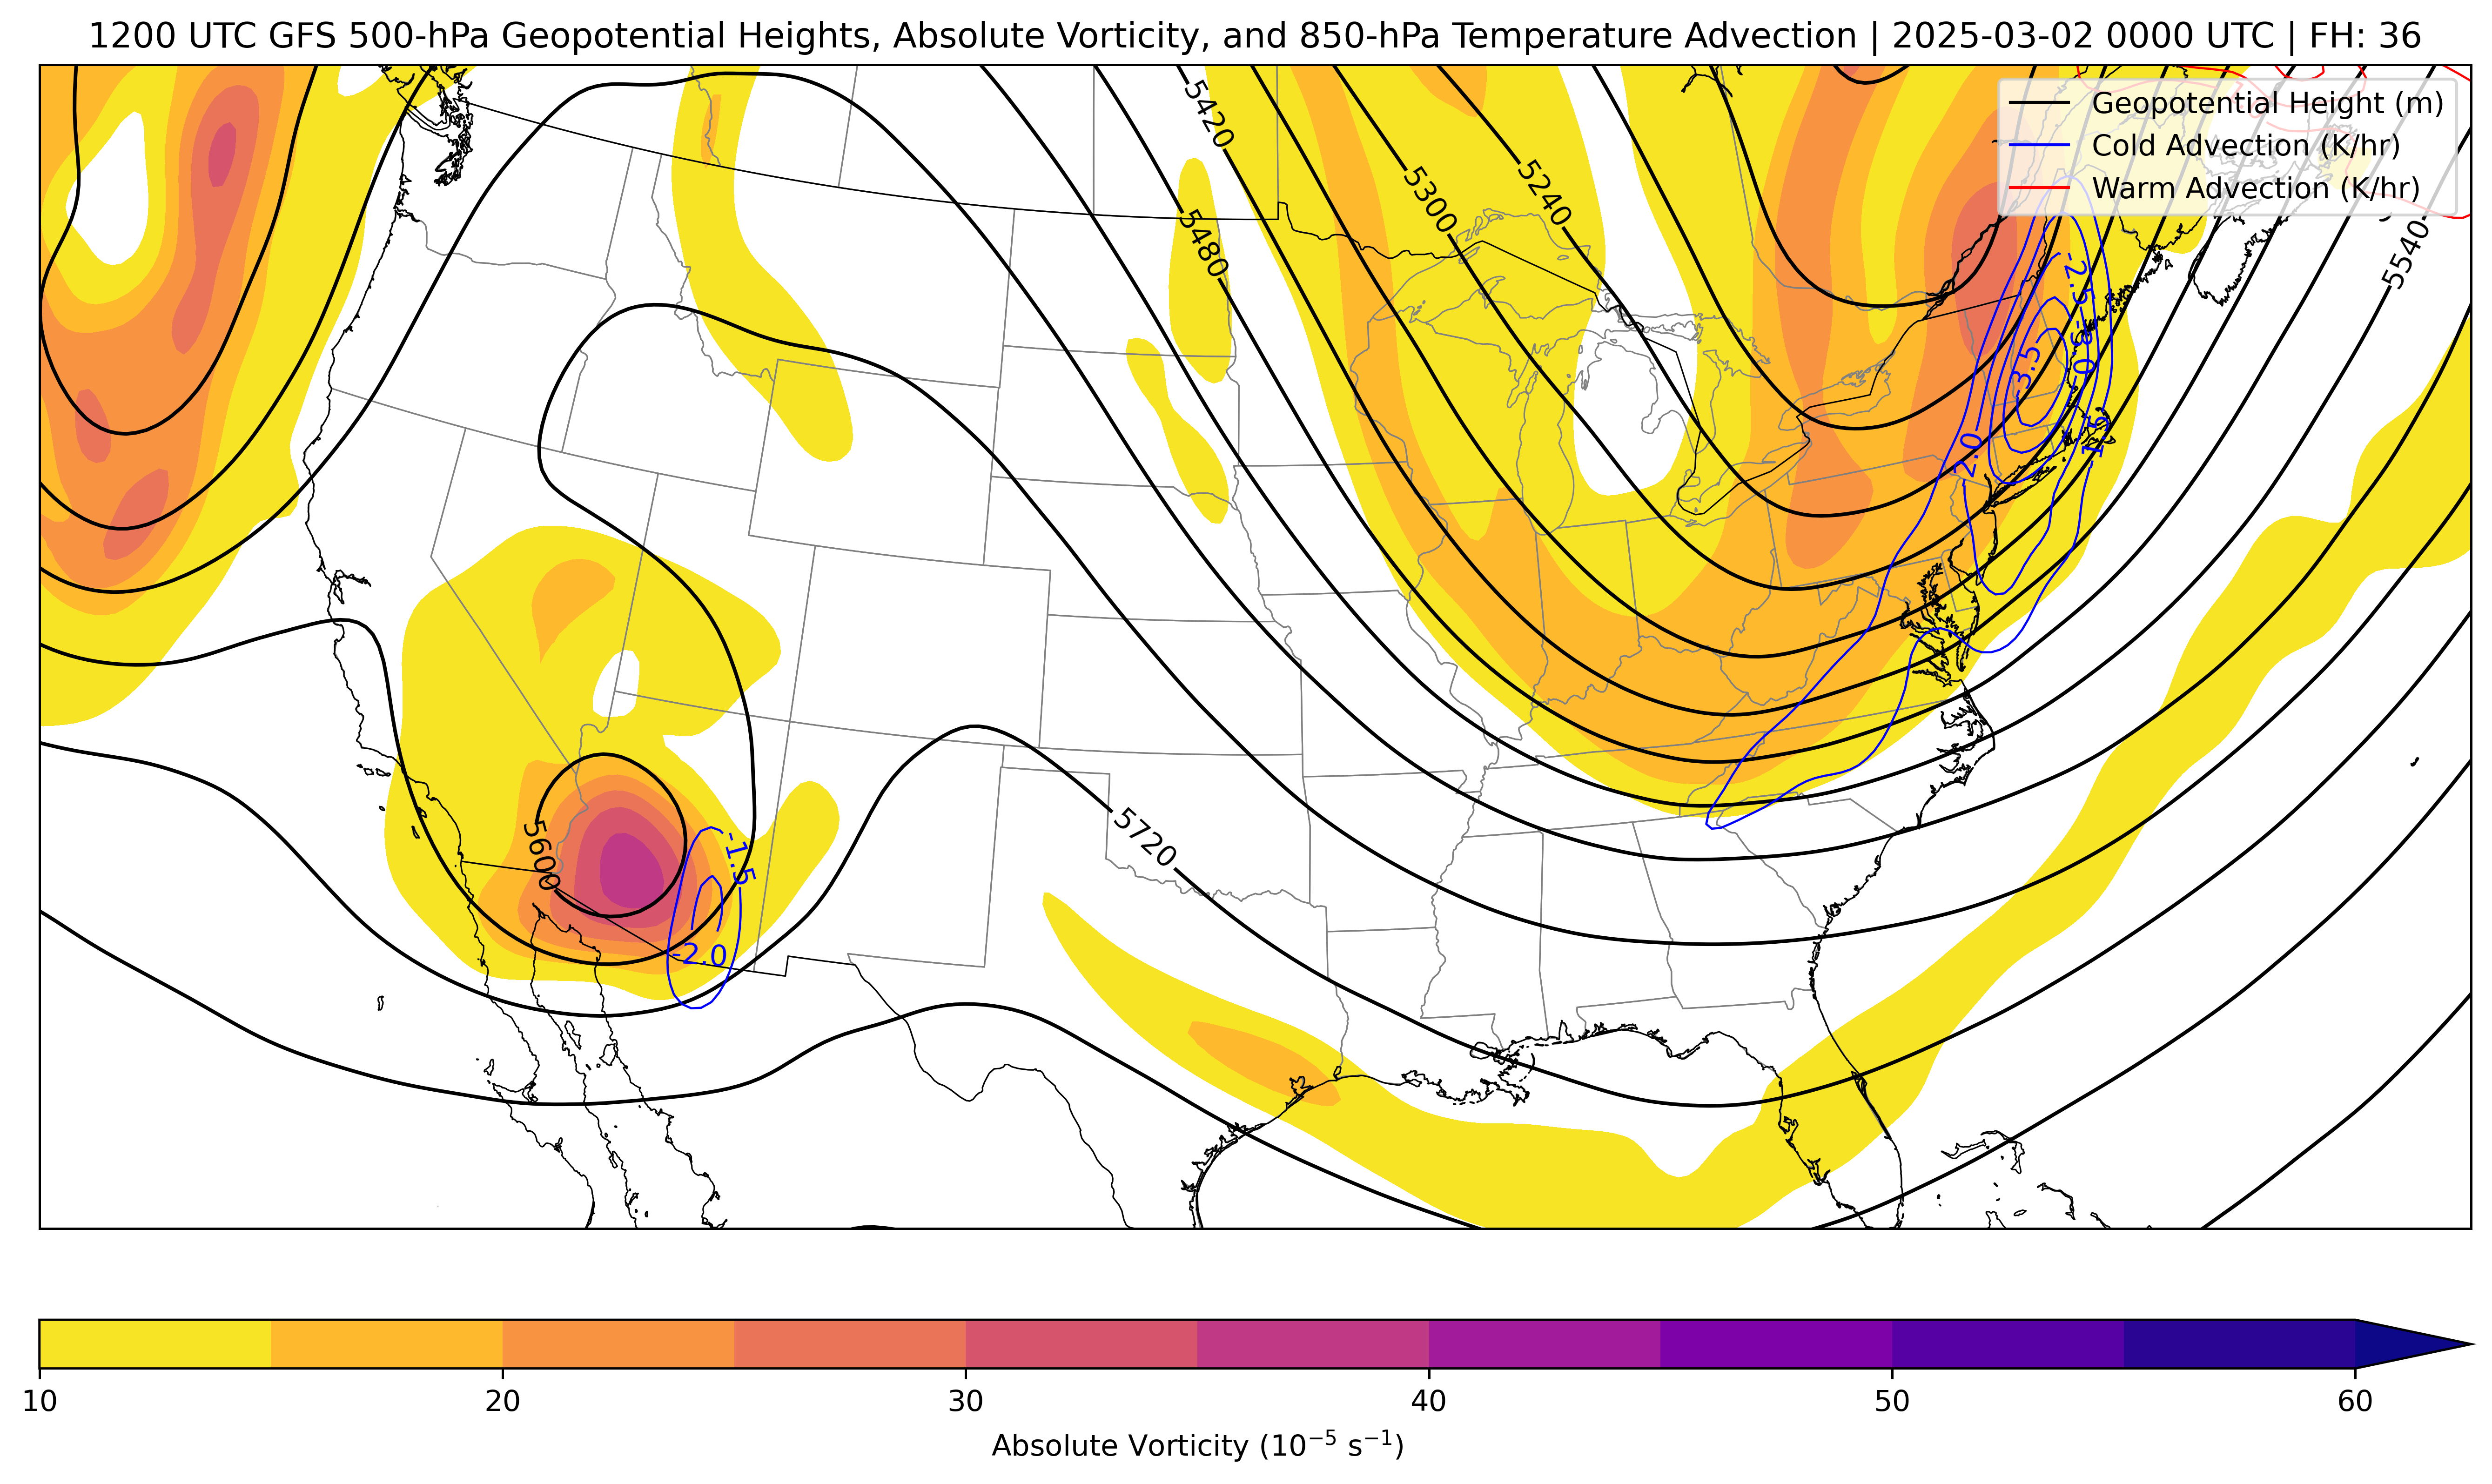 1200 UTC GFS 500-hPa Geopotential Heights, Absolute Vorticity, and 850-hPa Temperature Advection | 2025-03-02 0000 UTC | FH: 36
Geopotential Height (m)
Cold Advection (K/hr)
Warm Advection (K/hr)
5420
5240
5300
5480
5540
-2.5
-3.0
-3.5
-1.5
-2.0
5600
5720
-1.5
-2.0
10 20 30 40 50 60
Absolute Vorticity (10⁻⁵ s⁻¹)